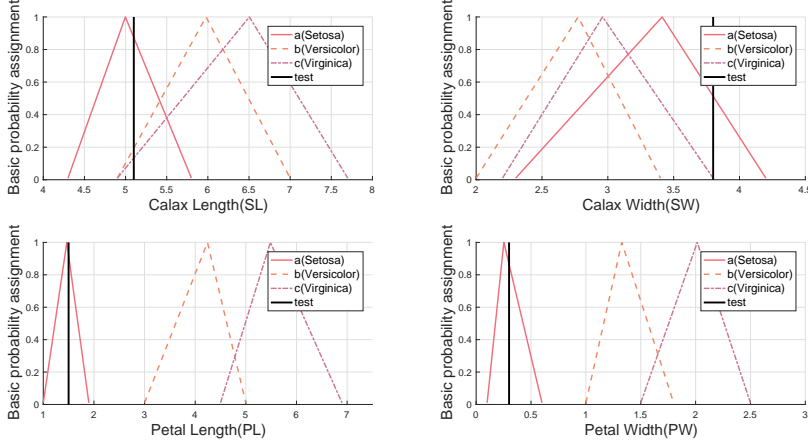 Basic probability assignment
1
0.8
0.6
0.4
0.2
0
4 4.5 5 5.5 6 6.5 7 7.5 8
Calax Length(SL)
a(Setosa)
b(Versicolor)
c(Virginica)
test
Basic probability assignment
1
0.8
0.6
0.4
0.2
0
2 2.5 3 3.5 4 4.5
Calax Width(SW)
a(Setosa)
b(Versicolor)
c(Virginica)
test
Basic probability assignment
1
0.8
0.6
0.4
0.2
0
1 2 3 4 5 6 7
Petal Length(PL)
a(Setosa)
b(Versicolor)
c(Virginica)
test
Basic probability assignment
1
0.8
0.6
0.4
0.2
0
0 0.5 1 1.5 2 2.5 3
Petal Width(PW)
a(Setosa)
b(Versicolor)
c(Virginica)
test